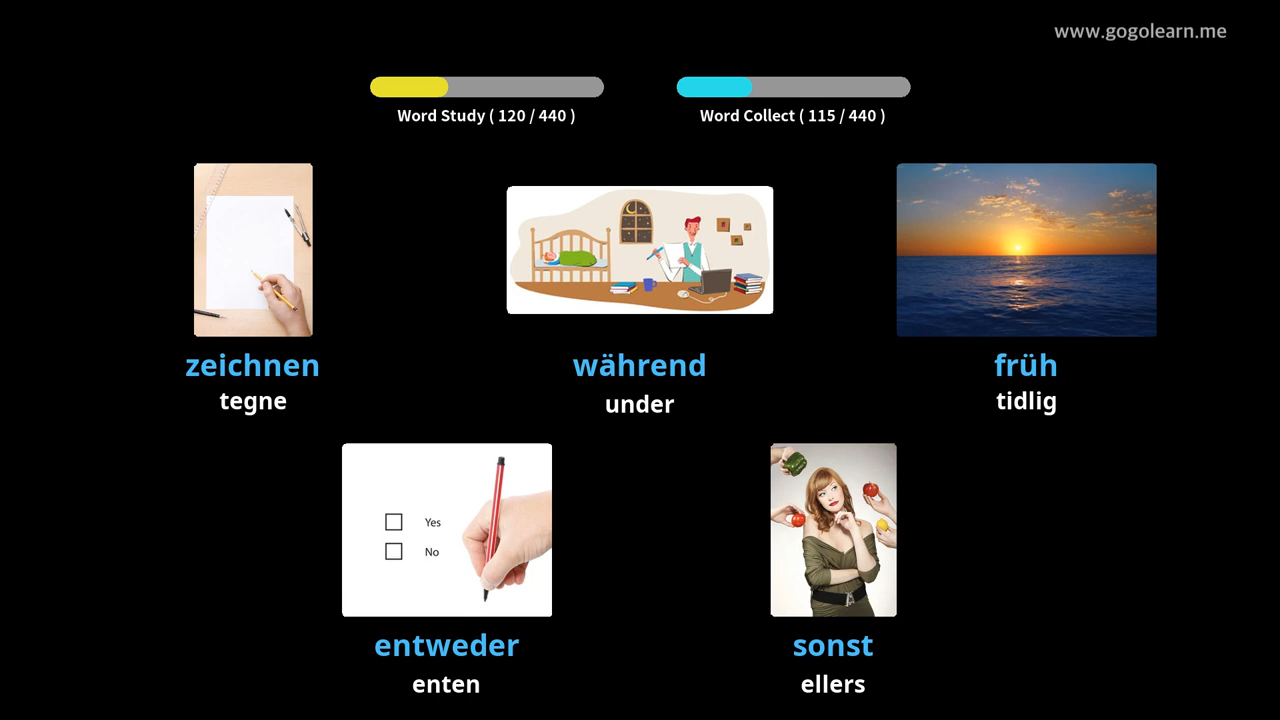 www.gogolearn.me
Word Study ( 120 / 440 )
Word Collect ( 115 / 440 )
zeichnen
tegne
während
under
früh
tidlig
Yes
No
entweder
enten
sonst
ellers